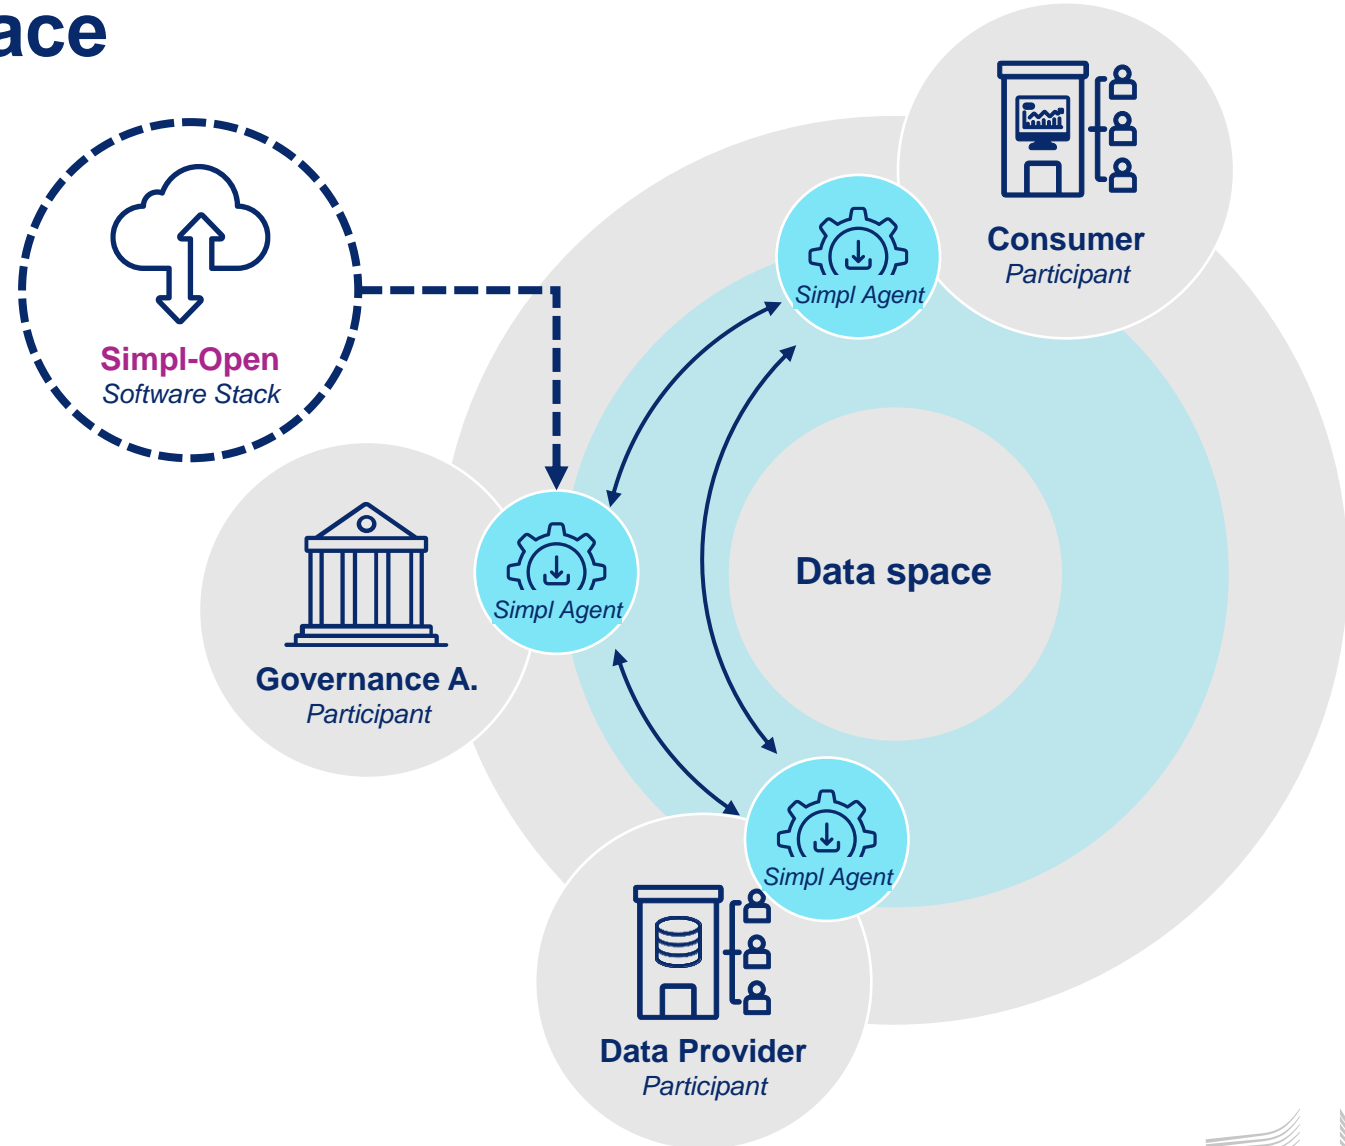 ace
Simpl-Open
Software Stack
Consumer
Participant
Simpl Agent
Simpl Agent
Governance A.
Participant
Data space
Simpl Agent
Data Provider
Participant